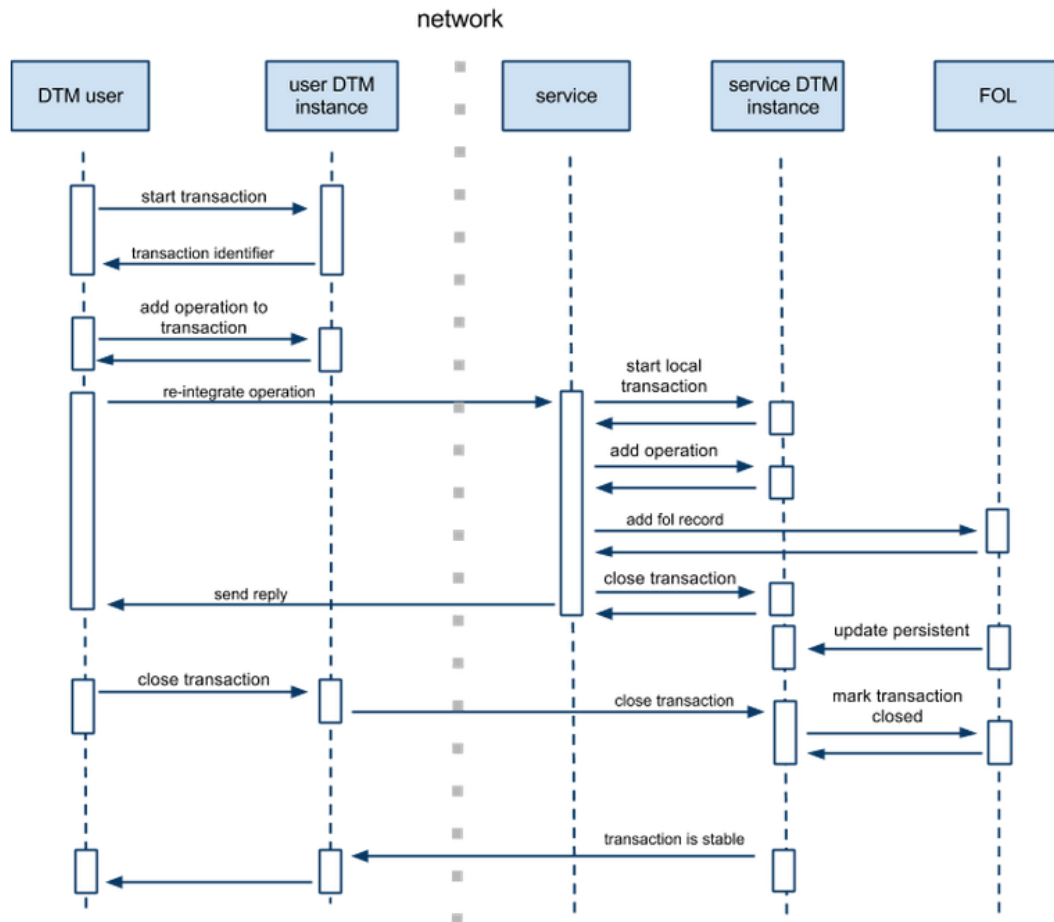 network
DTM user
user DTM
instance
service
service DTM
instance
FOL
start transaction
transaction identifier
add operation to
transaction
re-integrate operation
start local
transaction
add operation
add fol record
close transaction
send reply
update persistent
close transaction
close transaction
mark transaction
closed
transaction is stable